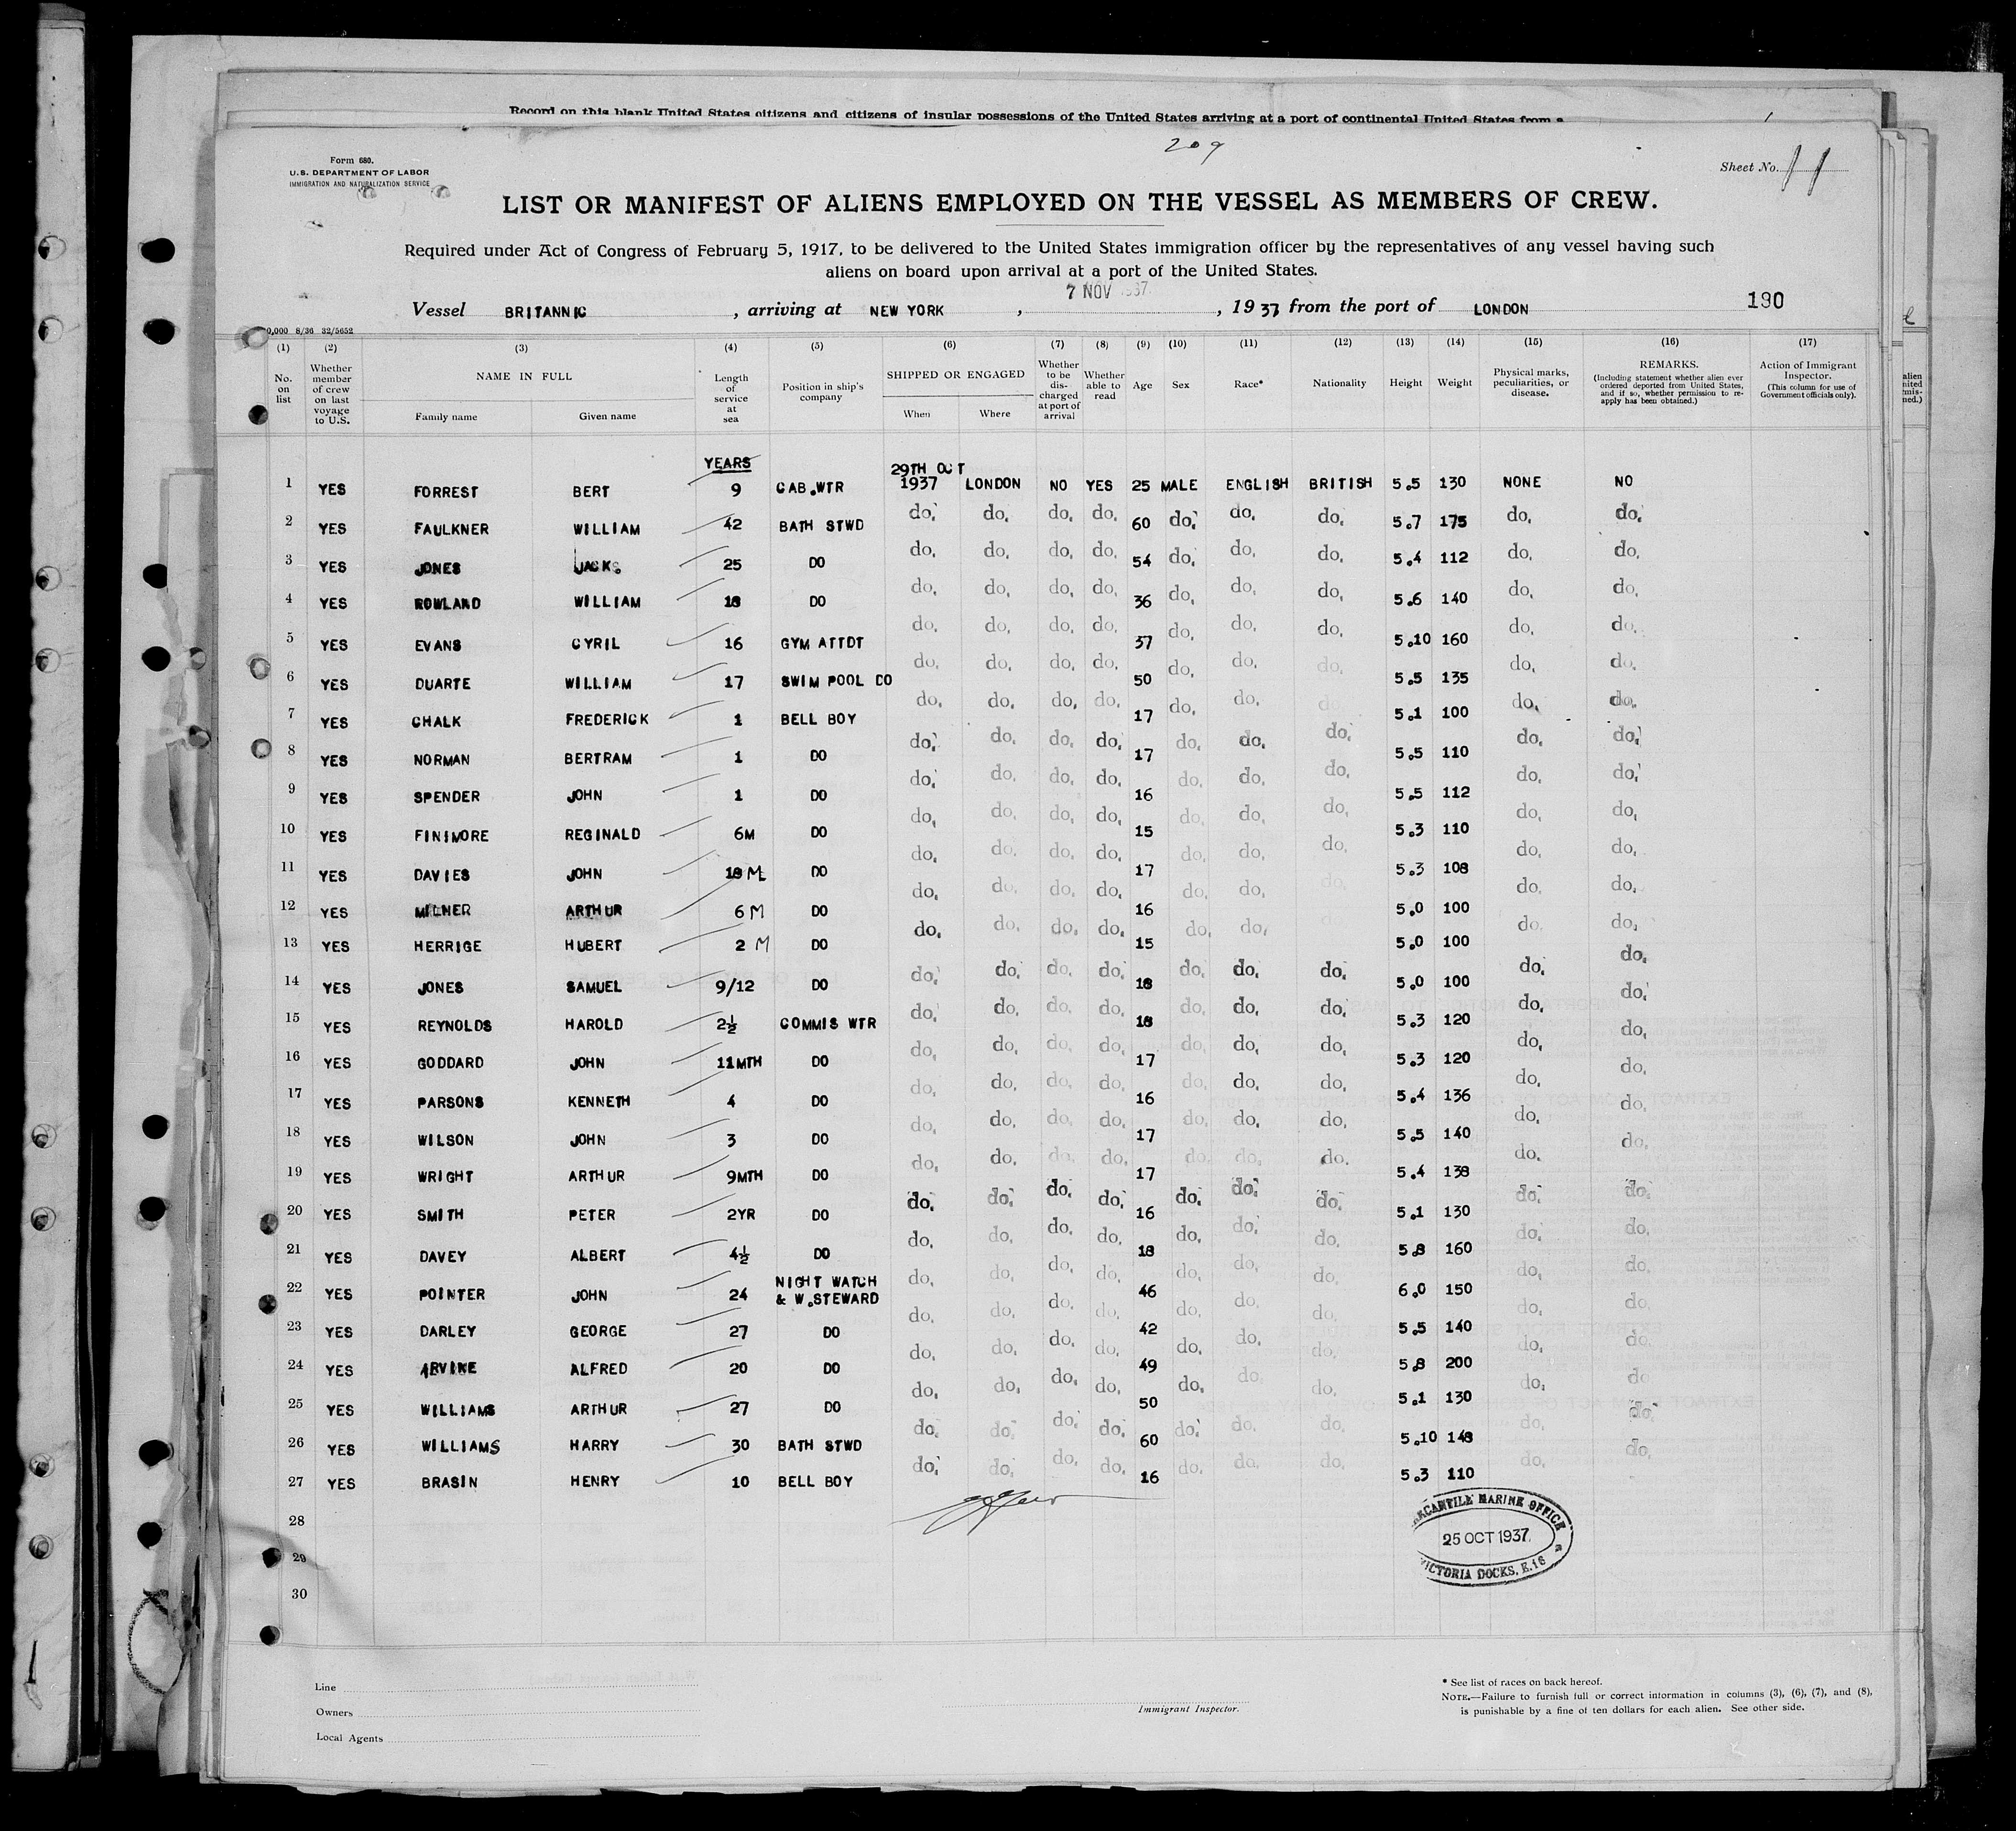 Record on this blank United States citizens and citizens of insular possessions of the United States arriving at a port of continental United States from a
209
Form 680.
U.S. DEPARTMENT OF LABOR
IMMIGRATION AND NATURALIZATION SERVICE
Sheet No. 11
LIST OR MANIFEST OF ALIENS EMPLOYED ON THE VESSEL AS MEMBERS OF CREW.
Required under Act of Congress of February 5, 1917, to be delivered to the United States immigration officer by the representatives of any vessel having such
aliens on board upon arrival at a port of the United States.
7 NOV 1937
Vessel BRITANNIC , arriving at NEW YORK , , 19 37 from the port of LONDON 190
0,000 8/36 32/5652
(1) (2) (3) (4) (5) (6) (7) (8) (9) (10) (11) (12) (13) (14) (15) (16) (17)
No. on list
Whether member of crew on last voyage to U.S.
NAME IN FULL
Family name Given name
Length of service at sea
Position in ship's company
SHIPPED OR ENGAGED
When Where
Whether to be discharged at port of arrival
Whether able to read
Age Sex Race* Nationality Height Weight
Physical marks, peculiarities, or disease.
REMARKS.
(Including statement whether alien ever ordered deported from United States, and if so, whether permission to re-apply has been obtained.)
Action of Immigrant Inspector.
(This column for use of Government officials only).
YEARS 29TH OCT
1 YES FORREST BERT 9 CAB.WTR 1937 LONDON NO YES 25 MALE ENGLISH BRITISH 5.5 130 NONE NO
2 YES FAULKNER WILLIAM 42 BATH STWD do. do. do. do. 60 do. do. do. 5.7 175 do. do.
3 YES JONES JACK. 25 DO do. do. do. do. 54 do. do. do. 5.4 112 do. do.
4 YES ROWLAND WILLIAM 18 DO do. do. do. do. 36 do. do. do. 5.6 140 do. do.
5 YES EVANS CYRIL 16 GYM ATTDT do. do. do. do. 37 do. do. do. 5.10 160 do. do.
6 YES DUARTE WILLIAM 17 SWIM POOL DO do. do. do. do. 50 do. do. do. 5.5 135 do. do.
7 YES CHALK FREDERICK 1 BELL BOY do. do. do. do. 17 do. do. do. 5.1 100 do. do.
8 YES NORMAN BERTRAM 1 DO do. do. do. do. 17 do. do. do. 5.5 110 do. do.
9 YES SPENDER JOHN 1 DO do. do. do. do. 16 do. do. do. 5.5 112 do. do.
10 YES FINIMORE REGINALD 6M DO do. do. do. do. 15 do. do. do. 5.3 110 do. do.
11 YES DAVIES JOHN 18 M DO do. do. do. do. 17 do. do. do. 5.3 108 do. do.
12 YES MILNER ARTHUR 6 M DO do. do. do. do. 16 do. do. do. 5.0 100 do. do.
13 YES HERRIGE HUBERT 2 M DO do. do. do. do. 15 do. do. 5.0 100 do. do.
14 YES JONES SAMUEL 9/12 DO do. do. do. do. 18 do. do. do. 5.0 100 do. do.
15 YES REYNOLDS HAROLD 2½ COMMIS WTR do. do. do. do. 18 do. do. do. 5.3 120 do. do.
16 YES GODDARD JOHN 11MTH DO do. do. do. do. 17 do. do. do. 5.3 120 do. do.
17 YES PARSONS KENNETH 4 DO do. do. do. do. 16 do. do. do. 5.4 136 do. do.
18 YES WILSON JOHN 3 DO do. do. do. do. 17 do. do. do. 5.5 140 do. do.
19 YES WRIGHT ARTHUR 9MTH DO do. do. do. do. 17 do. do. do. 5.4 138 do. do.
20 YES SMITH PETER 2YR DO do. do. do. do. 16 do. do. do. 5.1 130 do. do.
21 YES DAVEY ALBERT 4½ DO do. do. do. do. 18 do. do. do. 5.8 160 do. do.
22 YES POINTER JOHN 24 NIGHT WATCH & W.STEWARD do. do. do. do. 46 do. do. do. 6.0 150 do. do.
23 YES DARLEY GEORGE 27 DO do. do. do. do. 42 do. do. do. 5.5 140 do. do.
24 YES ARVINE ALFRED 20 DO do. do. do. do. 49 do. do. do. 5.8 200 do. do.
25 YES WILLIAMS ARTHUR 27 DO do. do. do. do. 50 do. do. do. 5.1 130 do. do
26 YES WILLIAMS HARRY 30 BATH STWD do. do. do. do. 60 do. do. do. 5.10 148 do. do.
27 YES BRASIN HENRY 10 BELL BOY do. do. do. do. 16 do. do. do. 5.3 110 do. do.
28
29
30
MERCANTILE MARINE OFFICE
25 OCT 1937
VICTORIA DOCKS, E.16
Line
Owners
Local Agents
Immigrant Inspector.
* See list of races on back hereof.
NOTE.—Failure to furnish full or correct information in columns (3), (6), (7), and (8),
is punishable by a fine of ten dollars for each alien. See other side.